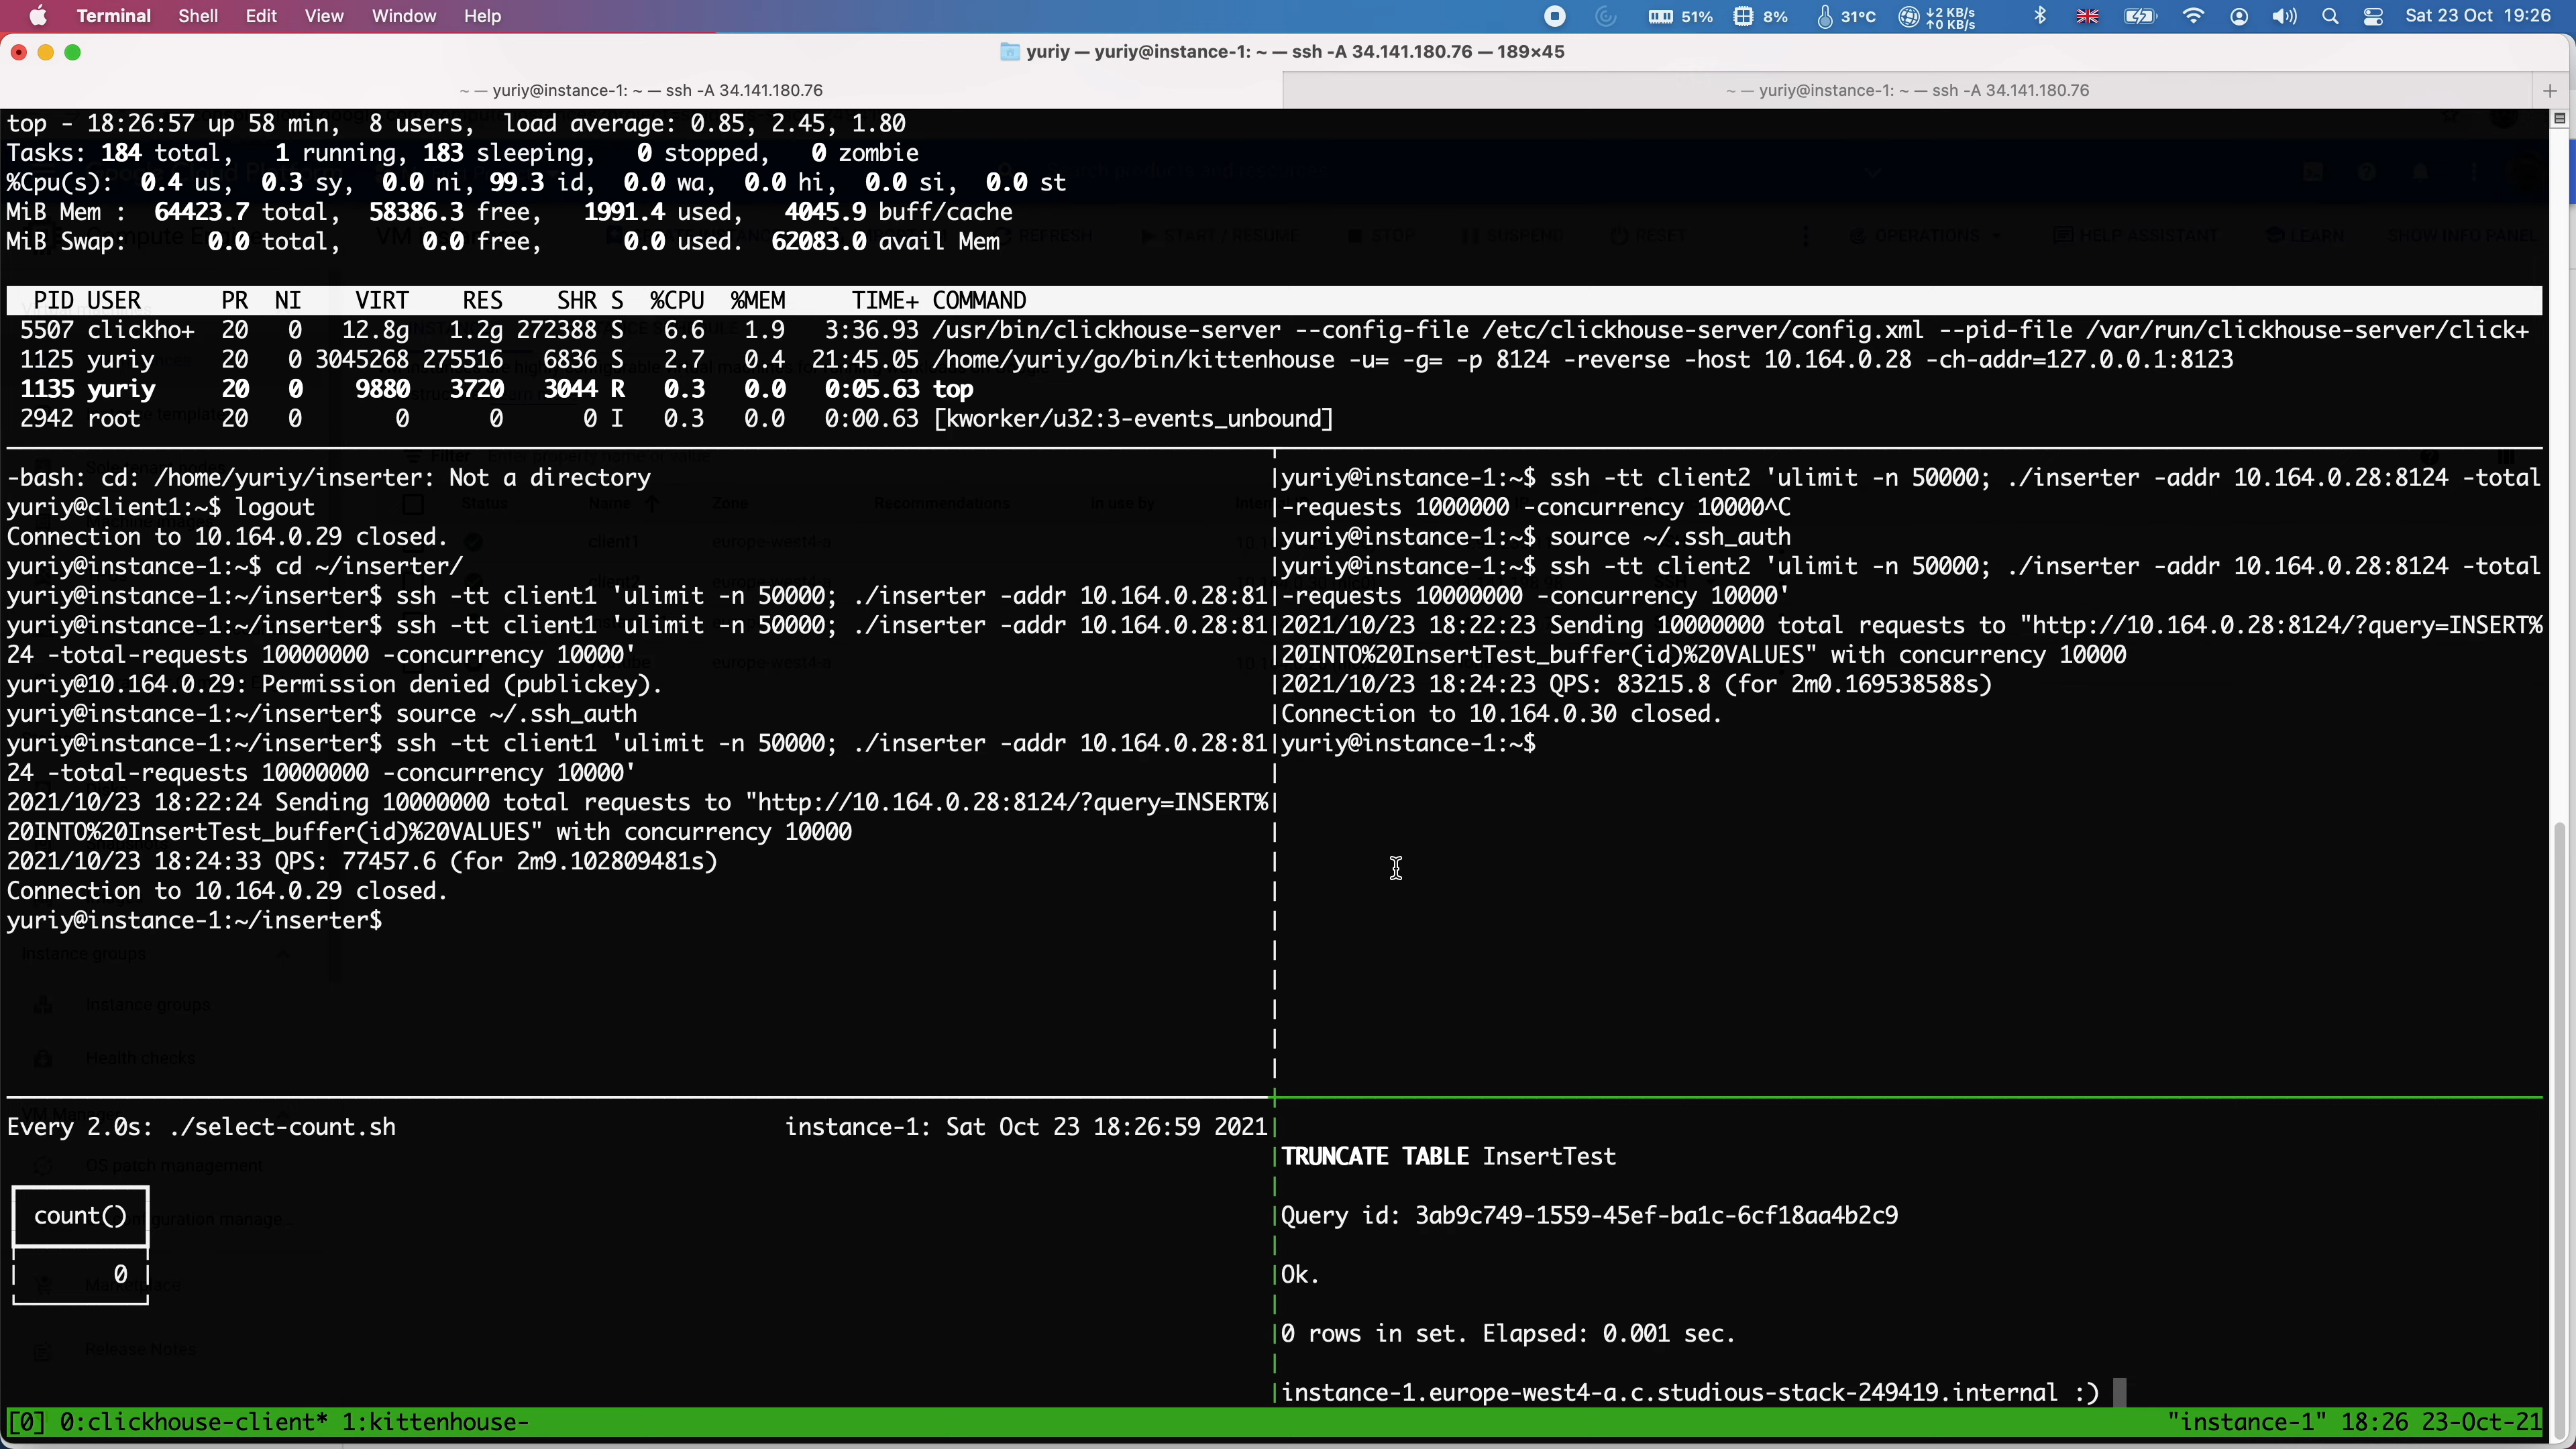 Terminal Shell Edit View Window Help 51% 8% 31°C ↓2 KB/s ↑0 KB/s Sat 23 Oct 19:26
yuriy — yuriy@instance-1: ~ — ssh -A 34.141.180.76 — 189×45
~ — yuriy@instance-1: ~ — ssh -A 34.141.180.76
~ — yuriy@instance-1: ~ — ssh -A 34.141.180.76
top - 18:26:57 up 58 min, 8 users, load average: 0.85, 2.45, 1.80
Tasks: 184 total, 1 running, 183 sleeping, 0 stopped, 0 zombie
%Cpu(s): 0.4 us, 0.3 sy, 0.0 ni, 99.3 id, 0.0 wa, 0.0 hi, 0.0 si, 0.0 st
MiB Mem : 64423.7 total, 58386.3 free, 1991.4 used, 4045.9 buff/cache
MiB Swap: 0.0 total, 0.0 free, 0.0 used. 62083.0 avail Mem
PID USER PR NI VIRT RES SHR S %CPU %MEM TIME+ COMMAND
5507 clickho+ 20 0 12.8g 1.2g 272388 S 6.6 1.9 3:36.93 /usr/bin/clickhouse-server --config-file /etc/clickhouse-server/config.xml --pid-file /var/run/clickhouse-server/click+
1125 yuriy 20 0 3045268 275516 6836 S 2.7 0.4 21:45.05 /home/yuriy/go/bin/kittenhouse -u= -g= -p 8124 -reverse -host 10.164.0.28 -ch-addr=127.0.0.1:8123
1135 yuriy 20 0 9880 3720 3044 R 0.3 0.0 0:05.63 top
2942 root 20 0 0 0 0 I 0.3 0.0 0:00.63 [kworker/u32:3-events_unbound]
-bash: cd: /home/yuriy/inserter: Not a directory
yuriy@client1:~$ logout
Connection to 10.164.0.29 closed.
yuriy@instance-1:~$ cd ~/inserter/
yuriy@instance-1:~/inserter$ ssh -tt client1 'ulimit -n 50000; ./inserter -addr 10.164.0.28:81
yuriy@instance-1:~/inserter$ ssh -tt client1 'ulimit -n 50000; ./inserter -addr 10.164.0.28:81
24 -total-requests 10000000 -concurrency 10000'
yuriy@10.164.0.29: Permission denied (publickey).
yuriy@instance-1:~/inserter$ source ~/.ssh_auth
yuriy@instance-1:~/inserter$ ssh -tt client1 'ulimit -n 50000; ./inserter -addr 10.164.0.28:81
24 -total-requests 10000000 -concurrency 10000'
2021/10/23 18:22:24 Sending 10000000 total requests to "http://10.164.0.28:8124/?query=INSERT%
20INTO%20InsertTest_buffer(id)%20VALUES" with concurrency 10000
2021/10/23 18:24:33 QPS: 77457.6 (for 2m9.102809481s)
Connection to 10.164.0.29 closed.
yuriy@instance-1:~/inserter$
yuriy@instance-1:~$ ssh -tt client2 'ulimit -n 50000; ./inserter -addr 10.164.0.28:8124 -total
-requests 1000000 -concurrency 10000^C
yuriy@instance-1:~$ source ~/.ssh_auth
yuriy@instance-1:~$ ssh -tt client2 'ulimit -n 50000; ./inserter -addr 10.164.0.28:8124 -total
-requests 10000000 -concurrency 10000'
2021/10/23 18:22:23 Sending 10000000 total requests to "http://10.164.0.28:8124/?query=INSERT%
20INTO%20InsertTest_buffer(id)%20VALUES" with concurrency 10000
2021/10/23 18:24:23 QPS: 83215.8 (for 2m0.169538588s)
Connection to 10.164.0.30 closed.
yuriy@instance-1:~$
Every 2.0s: ./select-count.sh instance-1: Sat Oct 23 18:26:59 2021
count()
0
TRUNCATE TABLE InsertTest
Query id: 3ab9c749-1559-45ef-ba1c-6cf18aa4b2c9
Ok.
0 rows in set. Elapsed: 0.001 sec.
instance-1.europe-west4-a.c.studious-stack-249419.internal :)
[0] 0:clickhouse-client* 1:kittenhouse- "instance-1" 18:26 23-Oct-21